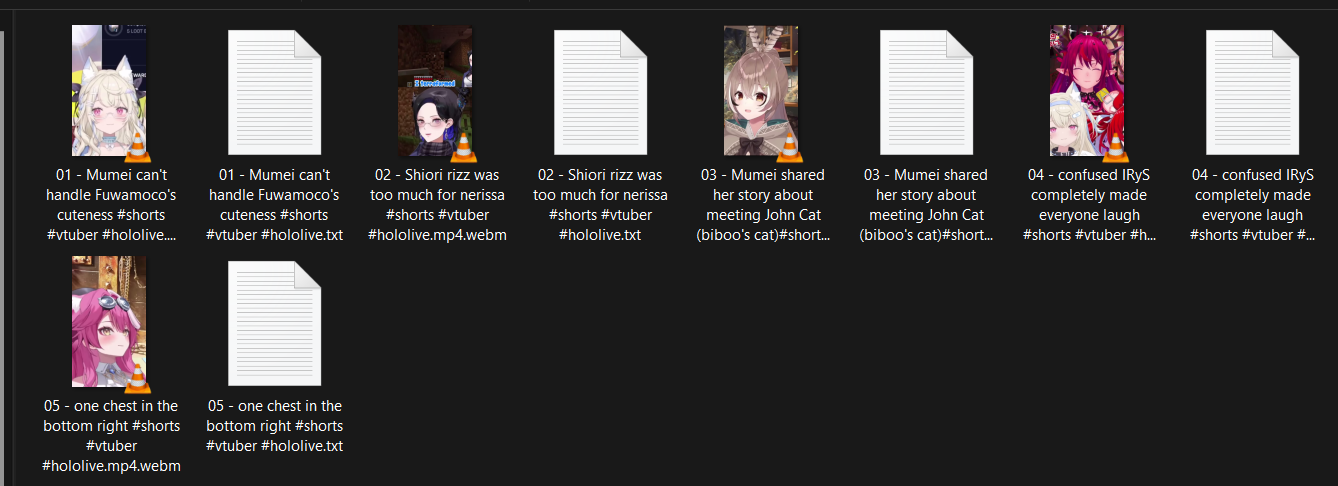 S LOOT B
I terraformed
01 - Mumei can't
handle Fuwamoco's
cuteness #shorts
#vtuber #hololive....
01 - Mumei can't
handle Fuwamoco's
cuteness #shorts
#vtuber #hololive.txt
02 - Shiori rizz was
too much for nerissa
#shorts #vtuber
#hololive.mp4.webm
02 - Shiori rizz was
too much for nerissa
#shorts #vtuber
#hololive.txt
03 - Mumei shared
her story about
meeting John Cat
(biboo's cat)#short...
03 - Mumei shared
her story about
meeting John Cat
(biboo's cat)#short...
04 - confused IRyS
completely made
everyone laugh
#shorts #vtuber #h...
04 - confused IRyS
completely made
everyone laugh
#shorts #vtuber #...
05 - one chest in the
bottom right #shorts
#vtuber
#hololive.mp4.webm
05 - one chest in the
bottom right #shorts
#vtuber #hololive.txt